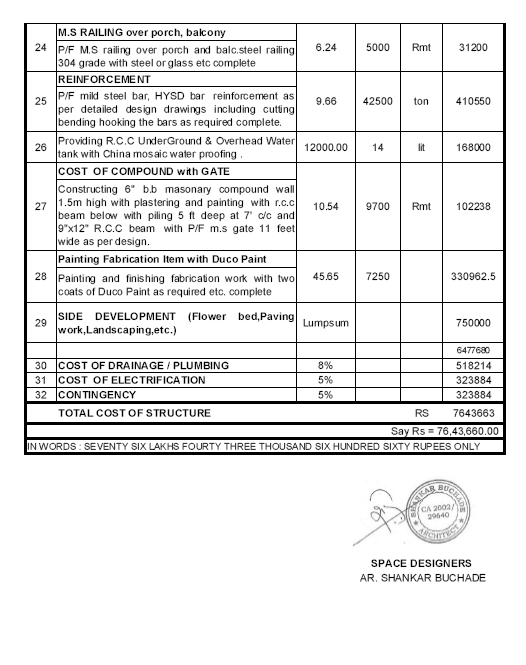 M.S RAILING over porch, balcony
24 P/F M.S railing over porch and balc.steel railing 6.24 5000 Rmt 31200
304 grade with steel or glass etc complete
REINFORCEMENT
25 P/F mild steel bar, HYSD bar reinforcement as 9.66 42500 ton 410550
per detailed design drawings including cutting
bending hooking the bars as required complete.
26 Providing R.C.C UnderGround & Overhead Water 12000.00 14 lit 168000
tank with China mosaic water proofing .
COST OF COMPOUND with GATE
27 Constructing 6" b.b masonary compound wall 10.54 9700 Rmt 102238
1.5m high with plastering and painting with r.c.c
beam below with piling 5 ft deep at 7' c/c and
9"x12" R.C.C beam with P/F m.s gate 11 feet
wide as per design.
Painting Fabrication Item with Duco Paint
28 Painting and finishing fabrication work with two 45.65 7250 330962.5
coats of Duco Paint as required etc. complete
29 SIDE DEVELOPMENT (Flower bed,Paving Lumpsum 750000
work,Landscaping,etc.)
6477680
30 COST OF DRAINAGE / PLUMBING 8% 518214
31 COST OF ELECTRIFICATION 5% 323884
32 CONTINGENCY 5% 323884
TOTAL COST OF STRUCTURE RS 7643663
Say Rs = 76,43,660.00
IN WORDS : SEVENTY SIX LAKHS FOURTY THREE THOUSAND SIX HUNDRED SIXTY RUPEES ONLY
SHANKAR BUCHADE
CA 2002/
29640
ARCHITECT
SPACE DESIGNERS
AR. SHANKAR BUCHADE